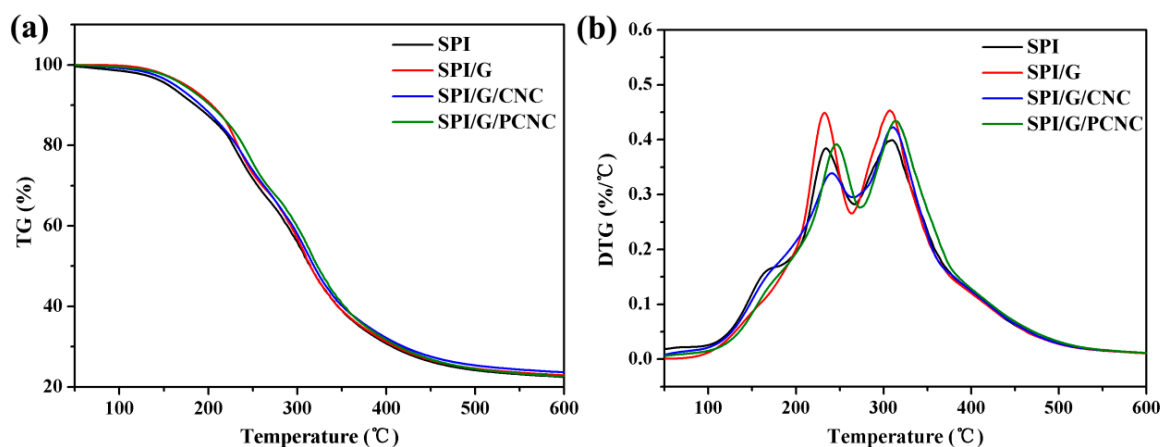 (a)
SPI
SPI/G
SPI/G/CNC
SPI/G/PCNC
100
80
60
40
20
TG (%)
100 200 300 400 500 600
Temperature (℃)
(b)
SPI
SPI/G
SPI/G/CNC
SPI/G/PCNC
0.6
0.5
0.4
0.3
0.2
0.1
0.0
DTG (%/℃)
100 200 300 400 500 600
Temperature (℃)